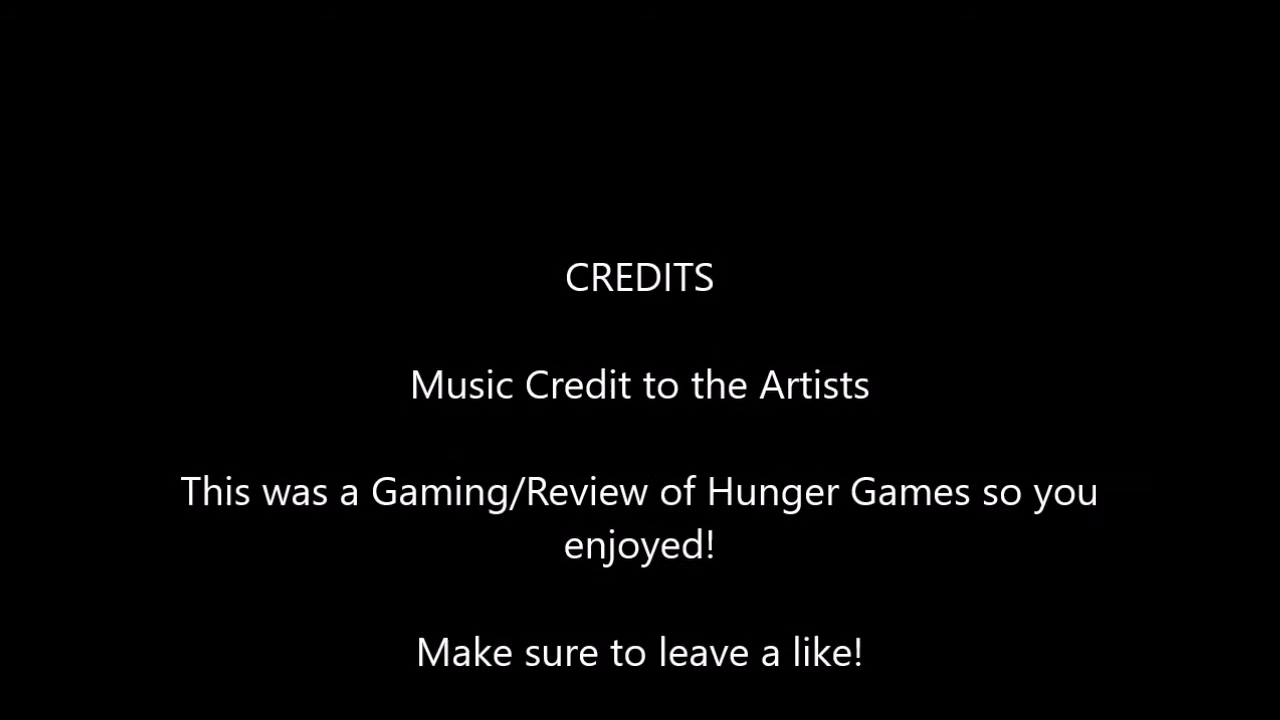 CREDITS
Music Credit to the Artists
This was a Gaming/Review of Hunger Games so you
enjoyed!
Make sure to leave a like!